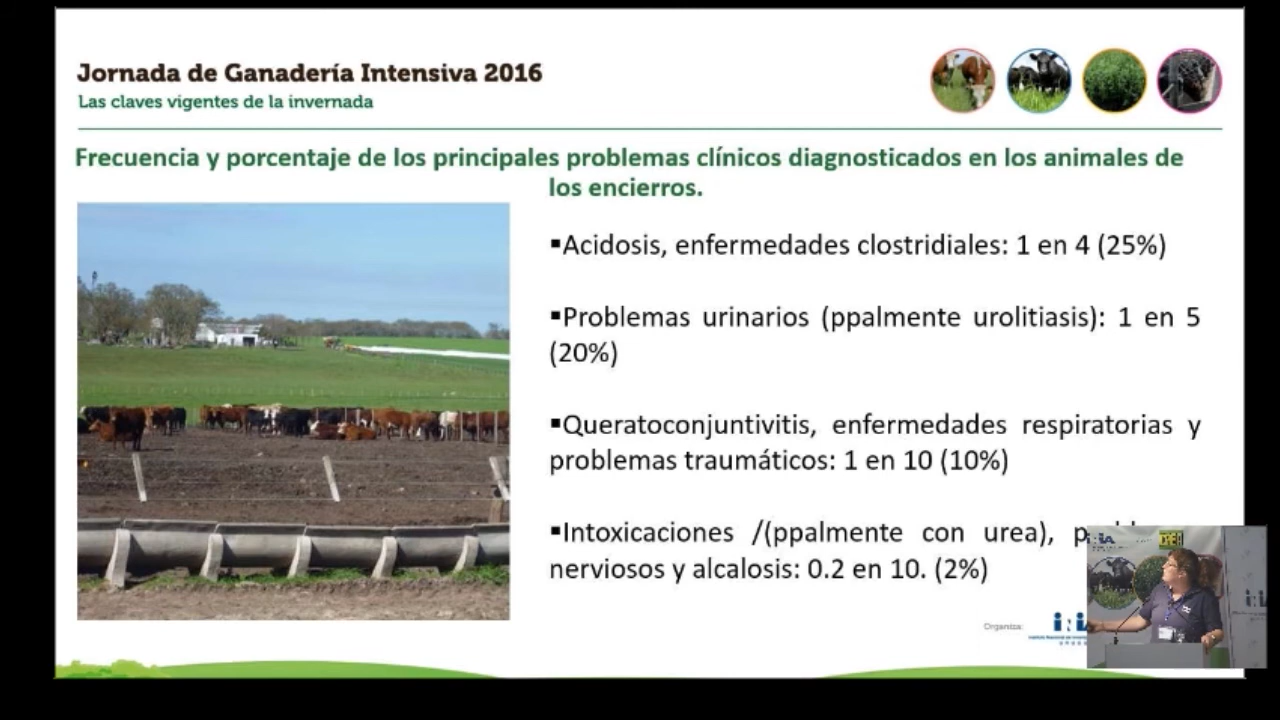 Jornada de Ganadería Intensiva 2016
Las claves vigentes de la invernada
Frecuencia y porcentaje de los principales problemas clínicos diagnosticados en los animales de
los encierros.
▪Acidosis, enfermedades clostridiales: 1 en 4 (25%)
▪Problemas urinarios (ppalmente urolitiasis): 1 en 5
(20%)
▪Queratoconjuntivitis, enfermedades respiratorias y
problemas traumáticos: 1 en 10 (10%)
▪Intoxicaciones /(ppalmente con urea),
nerviosos y alcalosis: 0.2 en 10. (2%)
Organiza: